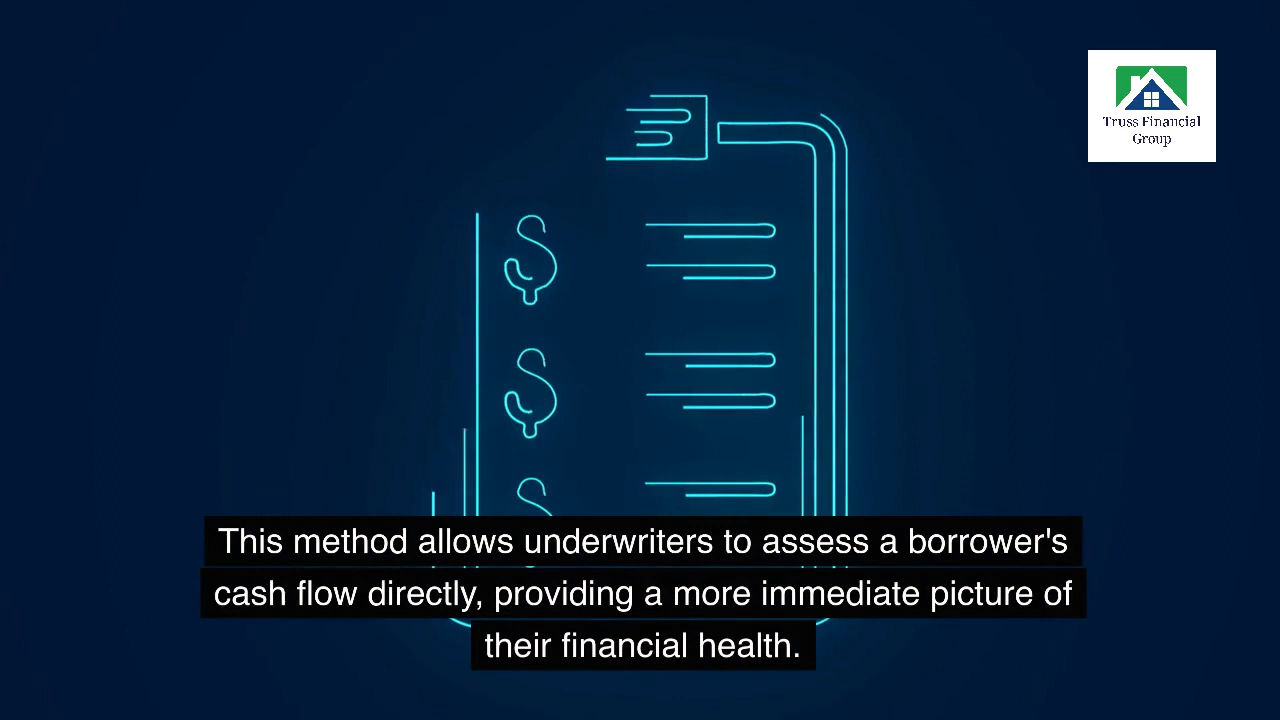 Truss Financial
Group
This method allows underwriters to assess a borrower's
cash flow directly, providing a more immediate picture of
their financial health.